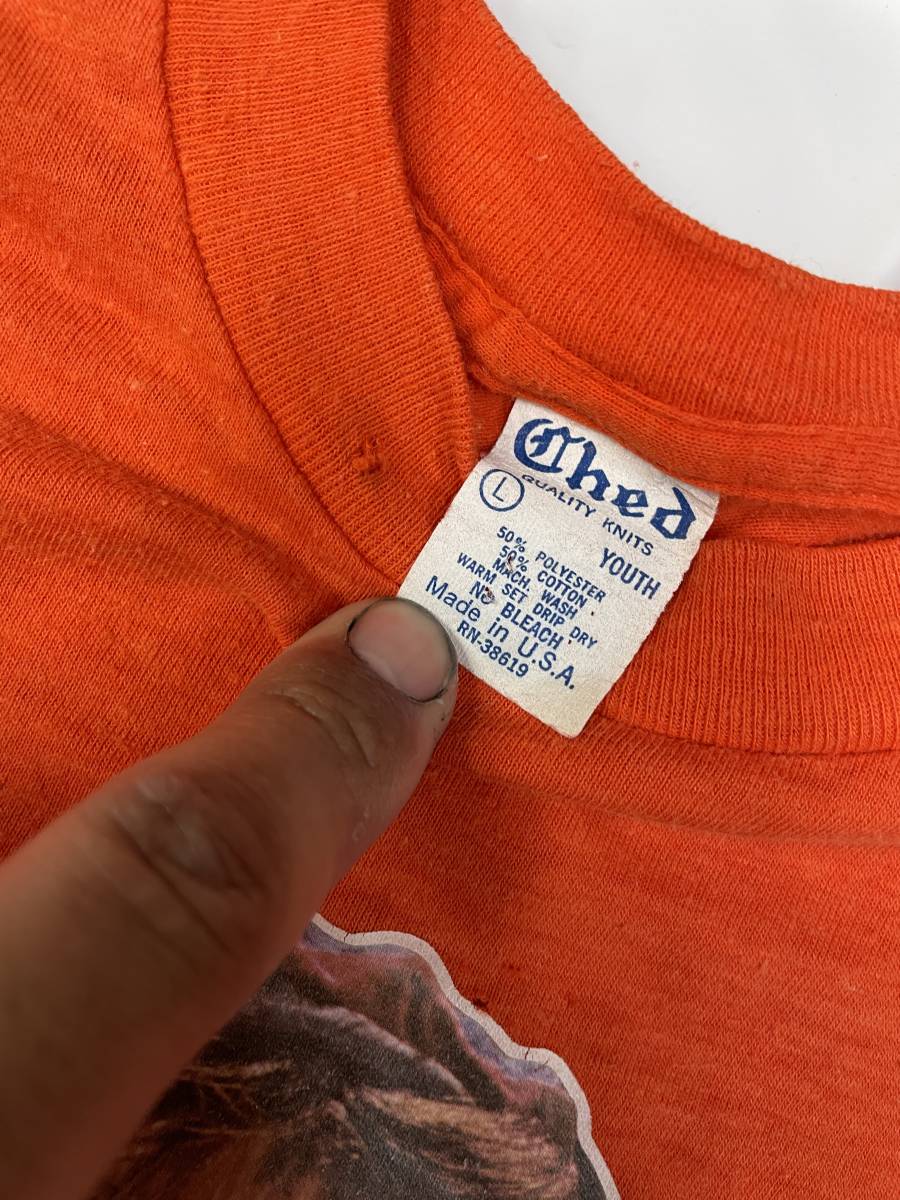 Ched
QUALITY KNITS
L
YOUTH
50% POLYESTER
50% COTTON
MACH. WASH
WARM SET DRIP DRY
NO BLEACH
Made in U.S.A.
RN-38619